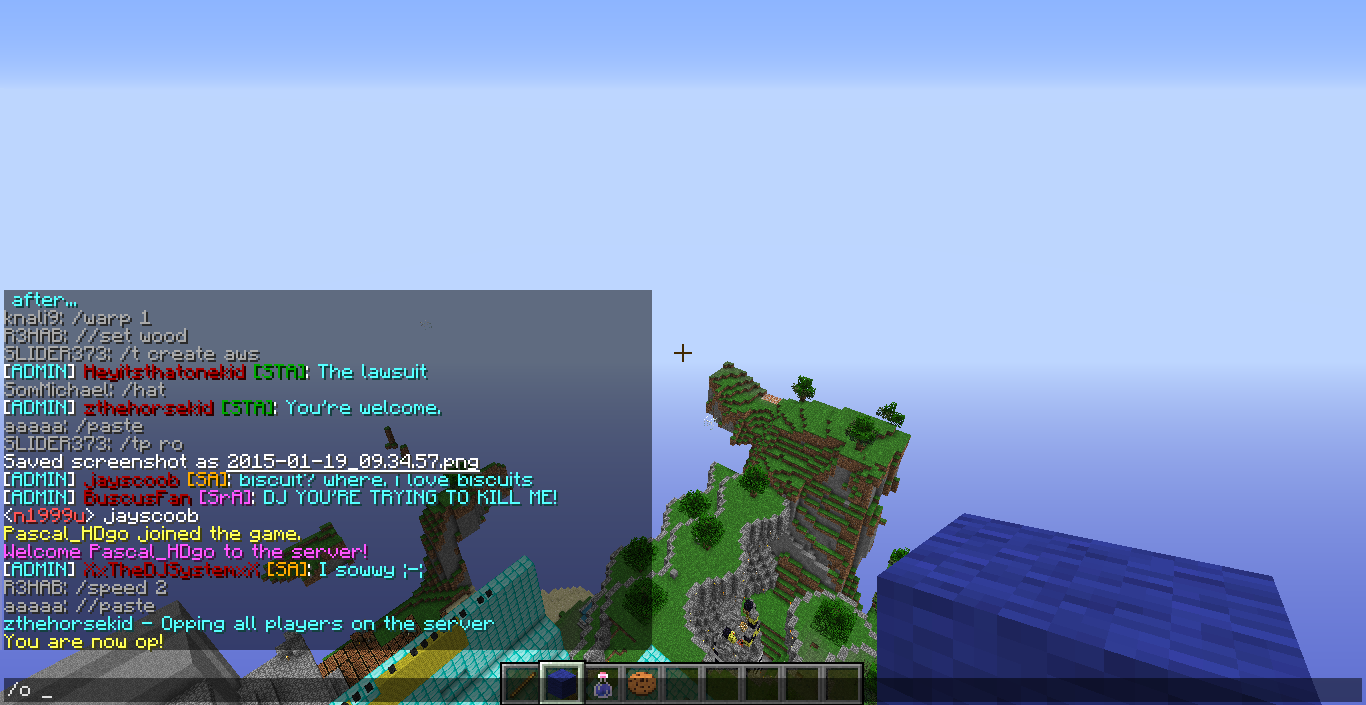 after...
knali9: /warp 1
R3HAB: //set wood
SLIDER373: /t create aws
[ADMIN] Heyitsthatonekid [STA]: The lawsuit
SomMichael: /hat
[ADMIN] zthehorsekid [STA]: You're welcome.
aaaaa: /paste
SLIDER373: /tp ro
Saved screenshot as 2015-01-19_09.34.57.png
[ADMIN] jayscoob [SA]: biscuit? where. i love biscuits
[ADMIN] BuscusFan [SrA]: DJ YOU'RE TRYING TO KILL ME!
<n1999u> jayscoob
Pascal_HDgo joined the game.
Welcome Pascal_HDgo to the server!
[ADMIN] XxTheDJSystemxX [SA]: I sowwy ;-;
R3HAB: /speed 2
aaaaa: //paste
zthehorsekid - Opping all players on the server
You are now op!
/o _